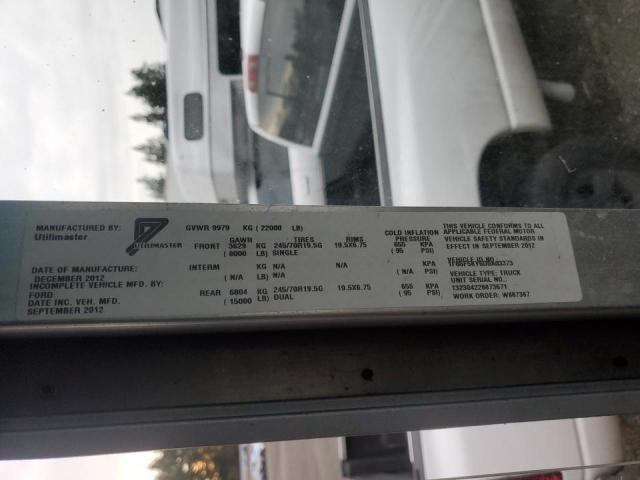 MANUFACTURED BY:
Utilimaster
UTILIMASTER
DATE OF MANUFACTURE:
DECEMBER 2012
INCOMPLETE VEHICLE MFD. BY:
FORD
DATE INC. VEH. MFD.
SEPTEMBER 2012
GVWR 9979 KG ( 22000 LB)
GAWR TIRES RIMS COLD INFLATION PRESSURE
FRONT 3629 KG 245/70R19.5G 19.5X6.75 655 KPA
( 8000 LB) SINGLE ( 95 PSI)
INTERM KG N/A N/A KPA
( N/A LB) N/A ( N/A PSI)
REAR 6804 KG 245/70R19.5G 19.5X6.75 655 KPA
( 15000 LB) DUAL ( 95 PSI)
THIS VEHICLE CONFORMS TO ALL
APPLICABLE FEDERAL MOTOR
VEHICLE SAFETY STANDARDS IN
EFFECT IN SEPTEMBER 2012
VEHICLE ID.NO.
VEHICLE TYPE: TRUCK
UNIT SERIAL NO.:
132304228873671
WORK ORDER: W887367